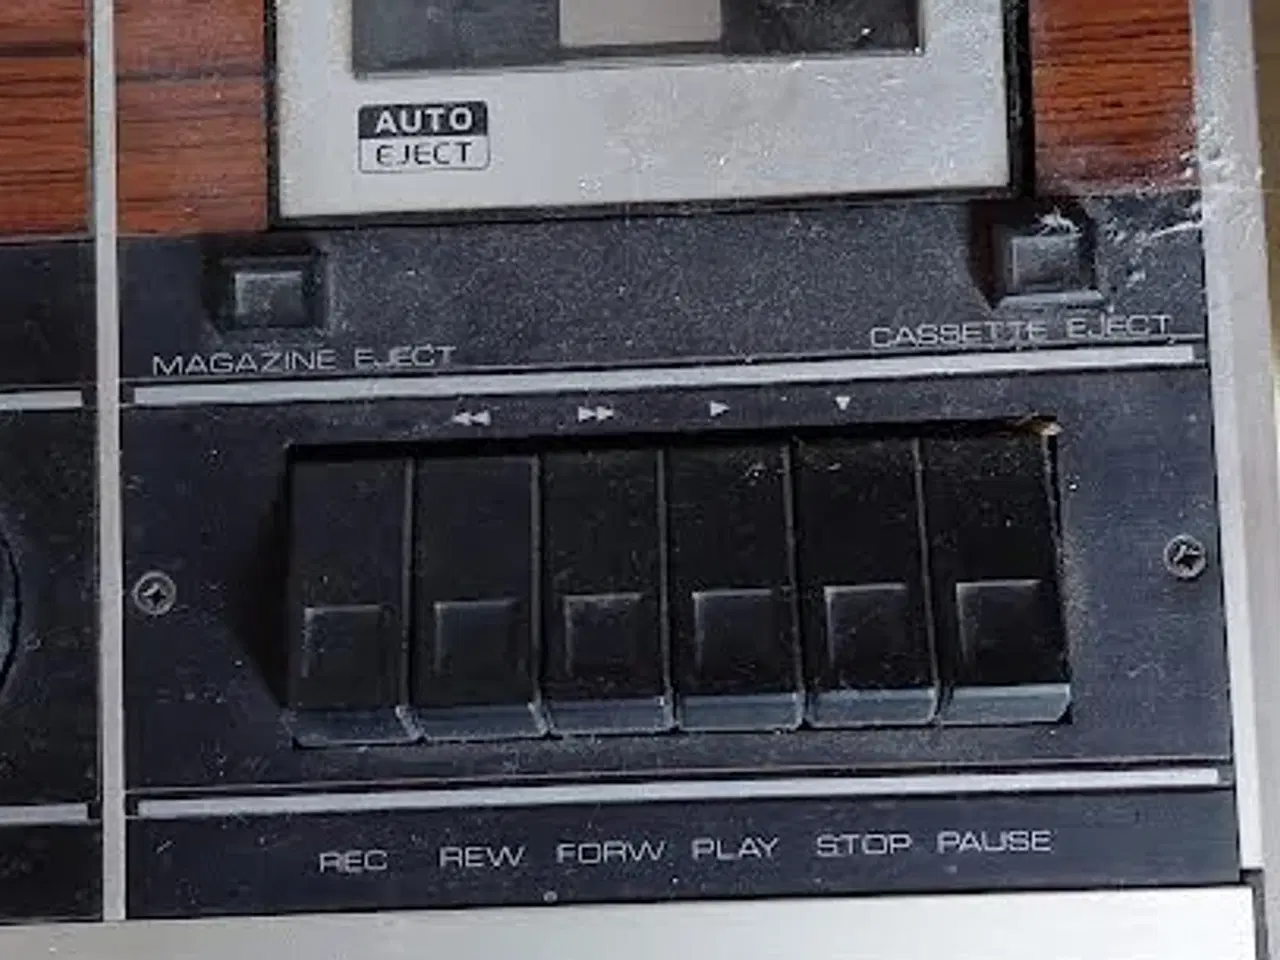 AUTO
EJECT
MAGAZINE EJECT
CASSETTE EJECT
REC REW FORW PLAY STOP PAUSE